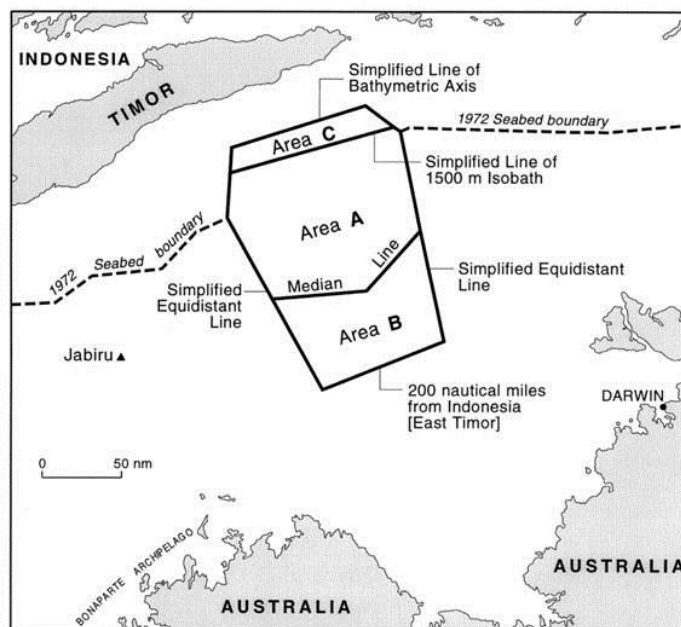 INDONESIA
TIMOR
Simplified Line of
Bathymetric Axis
1972 Seabed boundary
Area C
Simplified Line of
1500 m Isobath
Area A
1972 Seabed boundary
Simplified
Equidistant
Line
Median Line
Simplified Equidistant
Line
Area B
Jabiru
200 nautical miles
from Indonesia
[East Timor]
DARWIN
0 50 nm
BONAPARTE ARCHIPELAGO
AUSTRALIA
AUSTRALIA